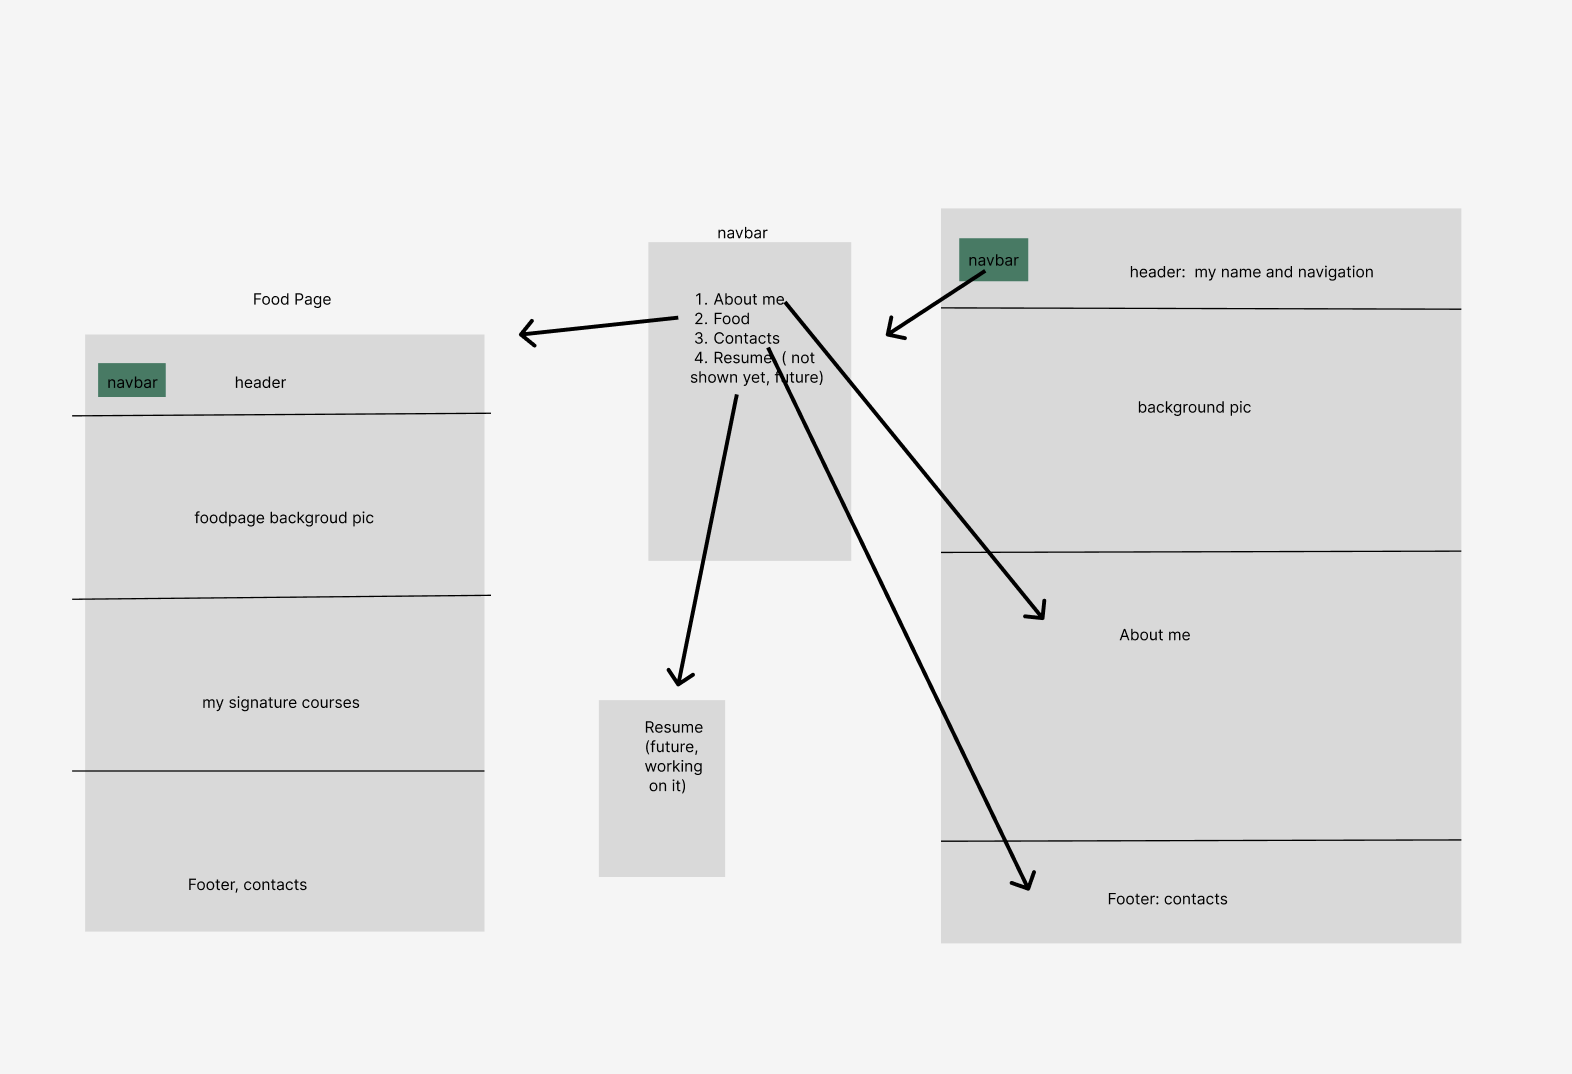 Food Page
navbar
header
foodpage backgroud pic
my signature courses
Footer, contacts
navbar
1. About me
2. Food
3. Contacts
4. Resume  ( not
shown yet, future)
Resume
(future,
working
on it)
navbar
header:  my name and navigation
background pic
About me
Footer: contacts